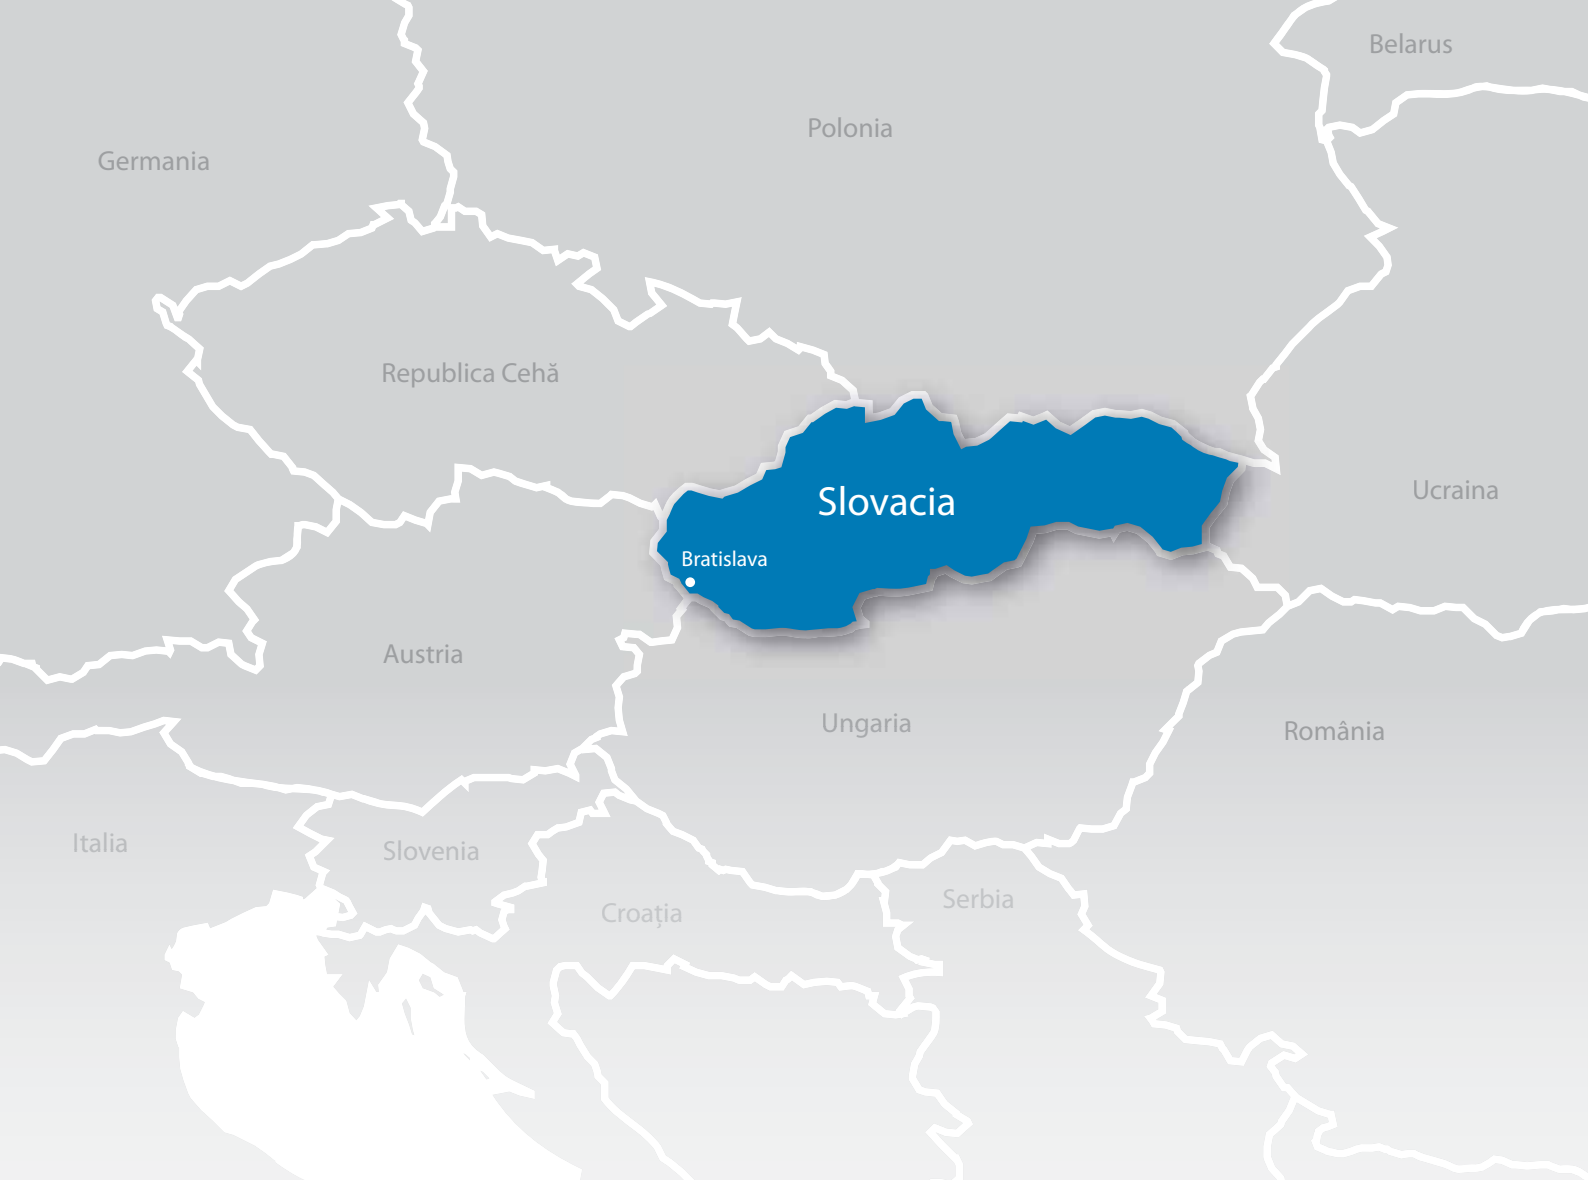 Belarus
Polonia
Germania
Republica Cehă
Slovacia
Ucraina
Bratislava
Austria
Ungaria
România
Italia
Slovenia
Serbia
Croația